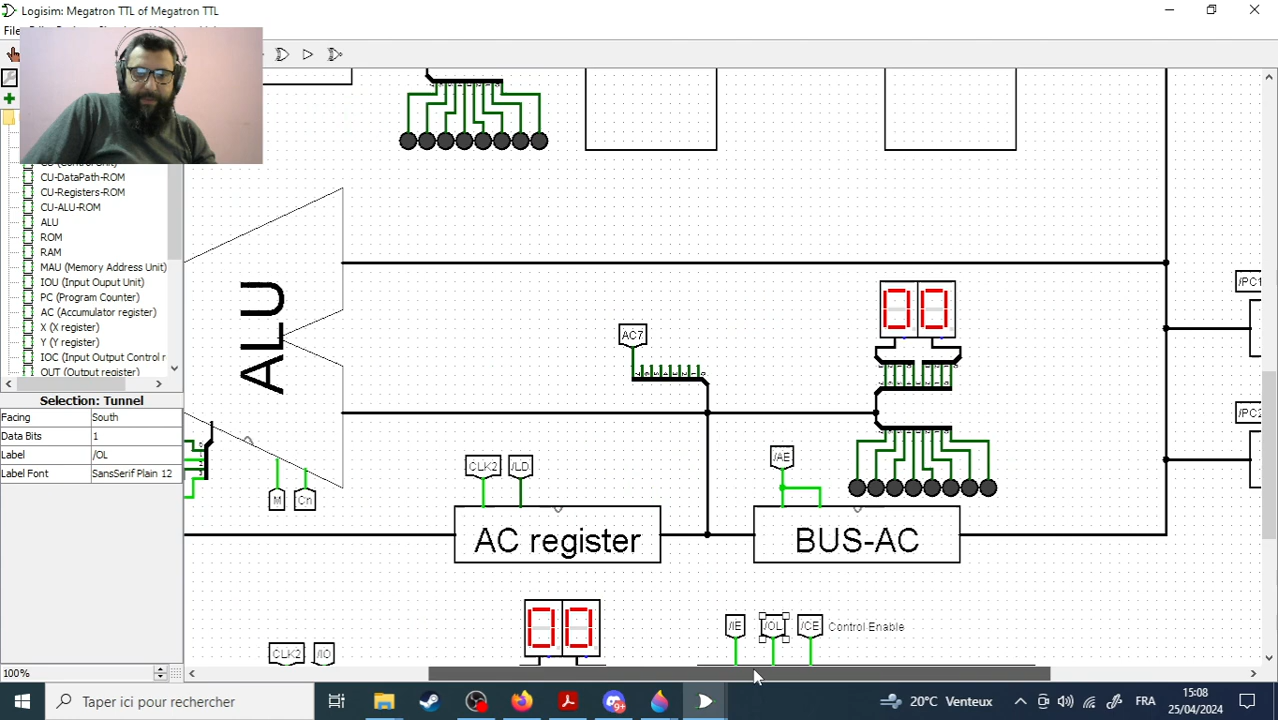 Logisim: Megatron TTL of Megatron TTL
CU-DataPath-ROM
CU-Registers-ROM
CU-ALU-ROM
ALU
ROM
RAM
MAU (Memory Address Unit)
IOU (Input Ouput Unit)
PC (Program Counter)
AC (Accumulator register)
X (X register)
Y (Y register)
IOC (Input Output Control r
OUT (Output register)
Selection: Tunnel
Facing South
Data Bits 1
Label /OL
Label Font SansSerif Plain 12
100%
ALU
M
Cn
AC7
00
/PC1
/PC2
CLK2
/LD
/AE
AC register
BUS-AC
00
/IE
/OL
/CE
Control Enable
CLK2
/IO
Taper ici pour rechercher
9+
20°C Venteux
FRA
15:08
25/04/2024